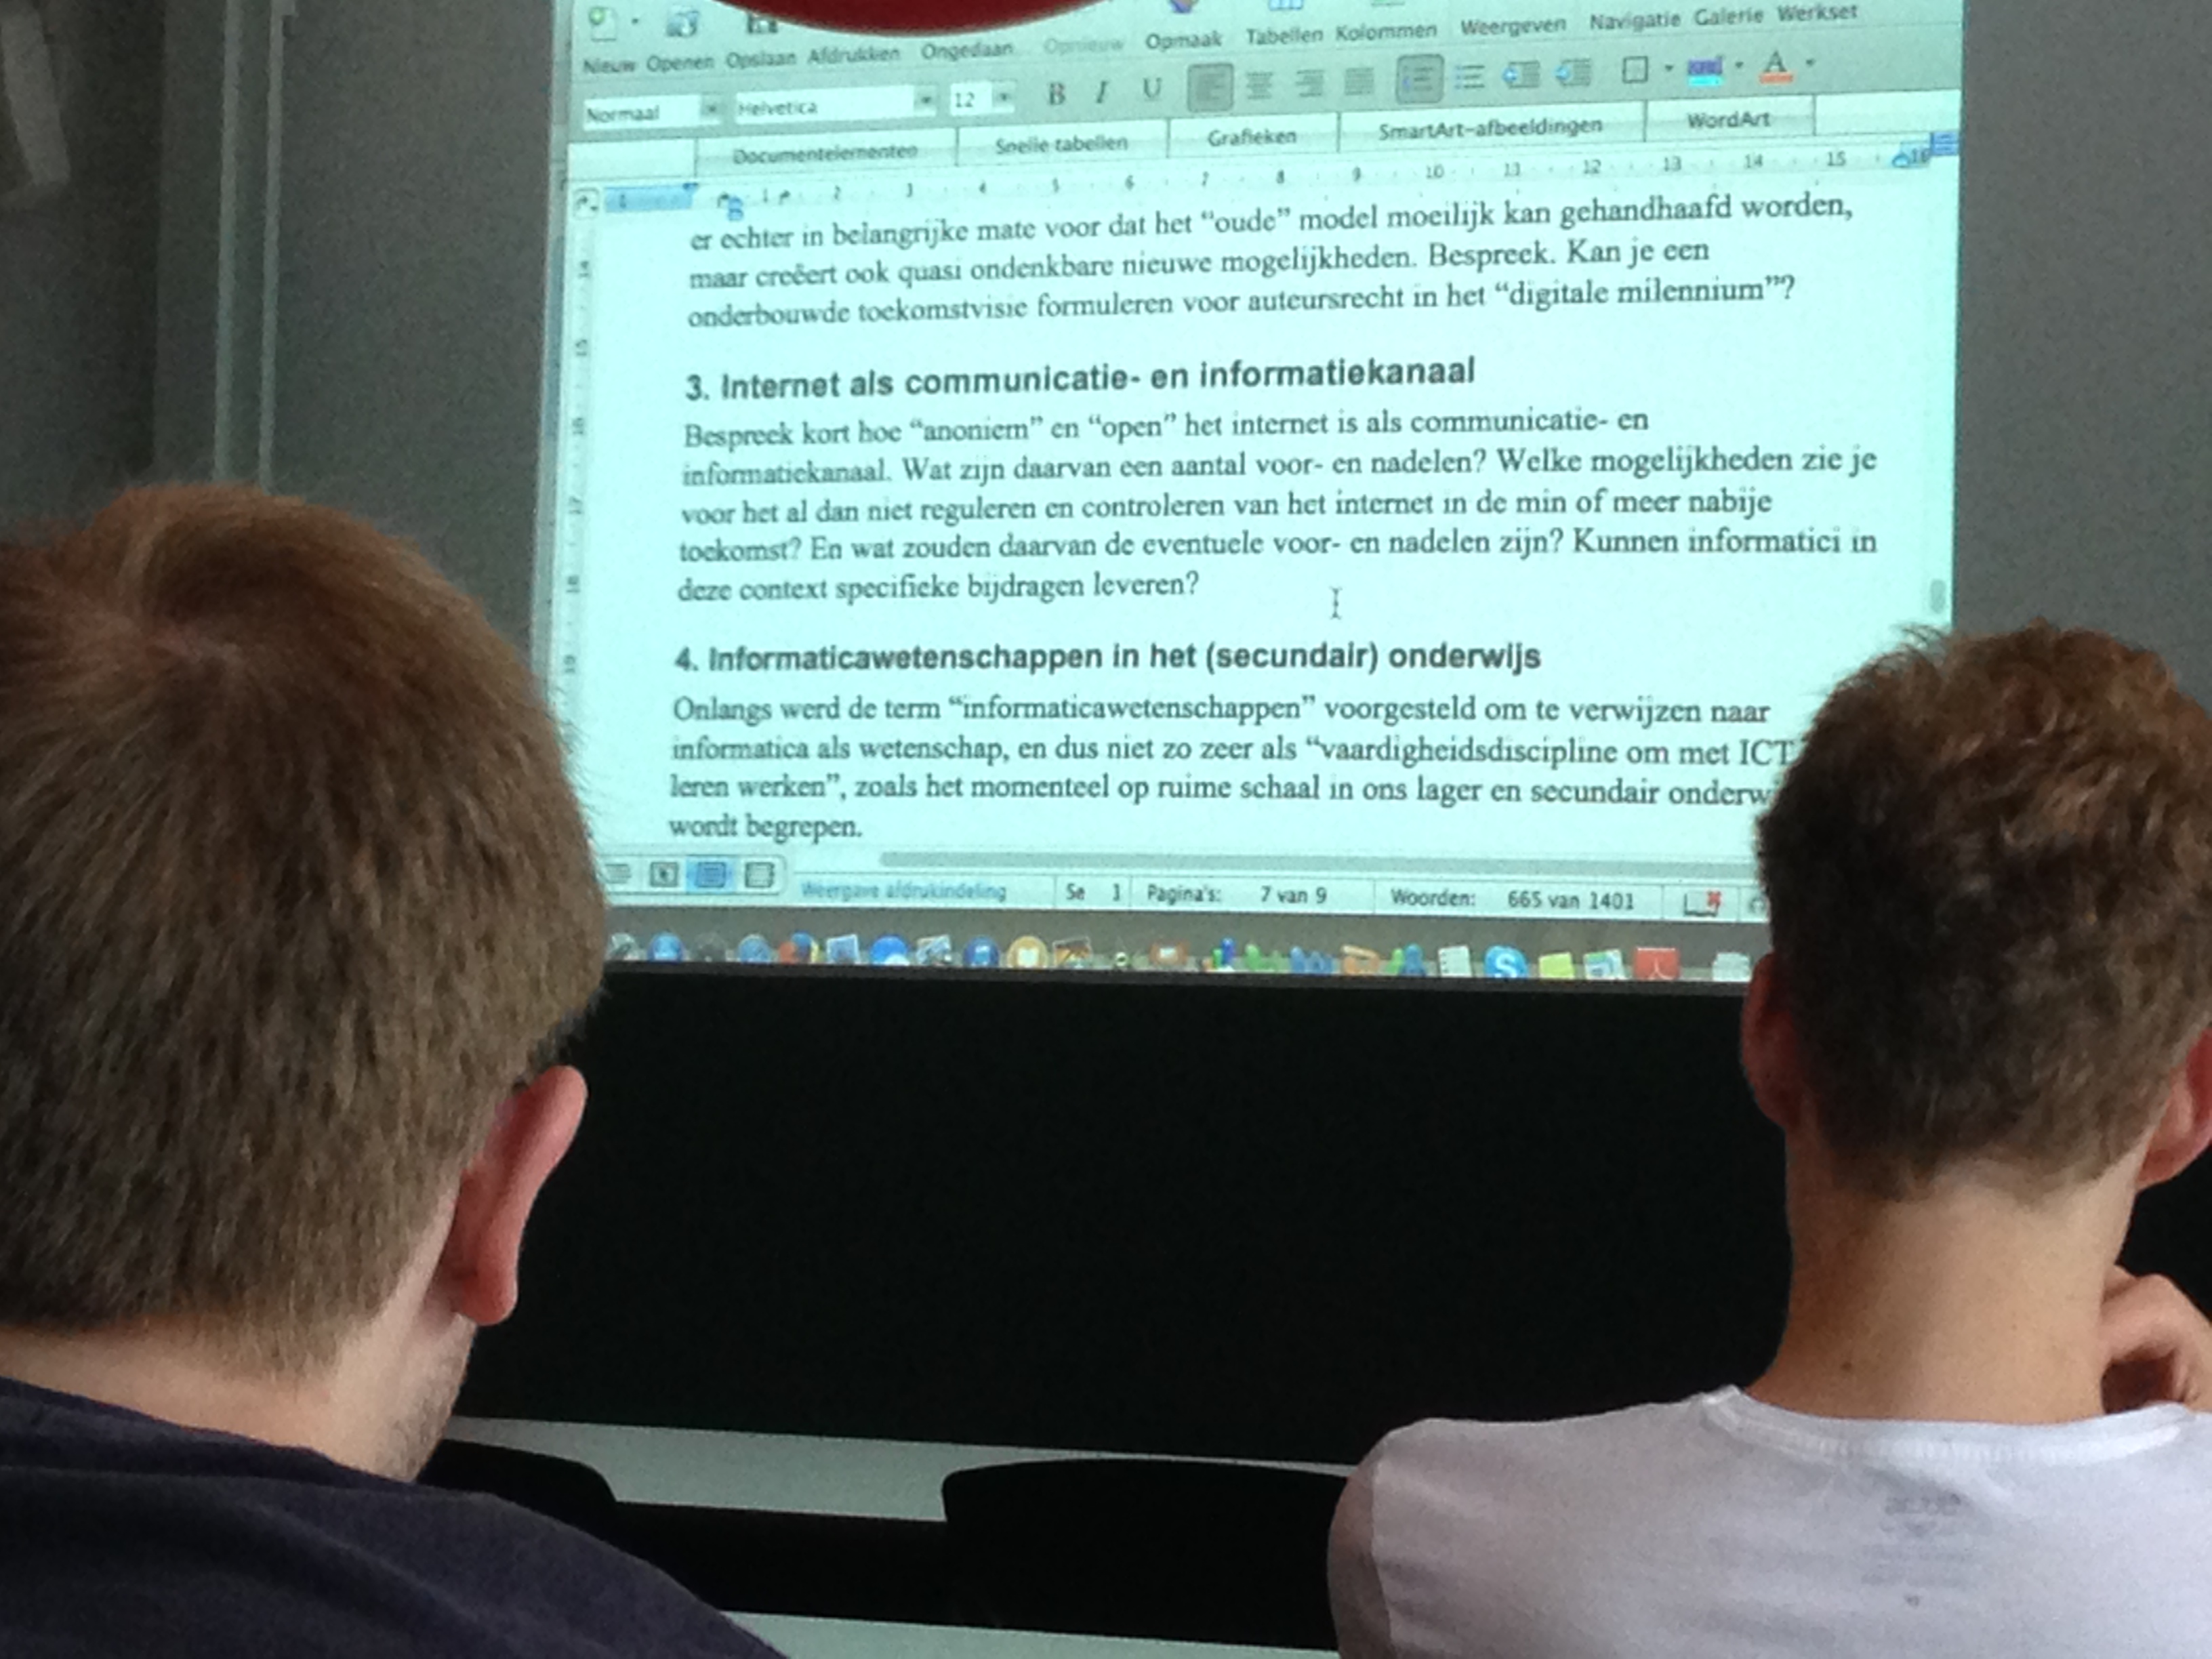 Nieuw Openen Opslaan Afdrukken Ongedaan Opnieuw Opmaak Tabellen Kolommen Weergeven Navigatie Galerie Werkset
Normaal Helvetica 12 B I U A
Documentelementen Snelle tabellen Grafieken SmartArt-afbeeldingen WordArt
1 1 2 3 4 5 6 7 8 9 10 11 12 13 14 15 16
er echter in belangrijke mate voor dat het “oude” model moeilijk kan gehandhaafd worden,
maar creëert ook quasi ondenkbare nieuwe mogelijkheden. Bespreek. Kan je een
onderbouwde toekomstvisie formuleren voor auteursrecht in het “digitale milennium”?
3. Internet als communicatie- en informatiekanaal
Bespreek kort hoe “anoniem” en “open” het internet is als communicatie- en
informatiekanaal. Wat zijn daarvan een aantal voor- en nadelen? Welke mogelijkheden zie je
voor het al dan niet reguleren en controleren van het internet in de min of meer nabije
toekomst? En wat zouden daarvan de eventuele voor- en nadelen zijn? Kunnen informatici in
deze context specifieke bijdragen leveren?
4. Informaticawetenschappen in het (secundair) onderwijs
Onlangs werd de term “informaticawetenschappen” voorgesteld om te verwijzen naar
informatica als wetenschap, en dus niet zo zeer als “vaardigheidsdiscipline om met ICT
leren werken”, zoals het momenteel op ruime schaal in ons lager en secundair onderw
wordt begrepen.
Weergave afdrukindeling Se 1 Pagina's: 7 van 9 Woorden: 665 van 1401